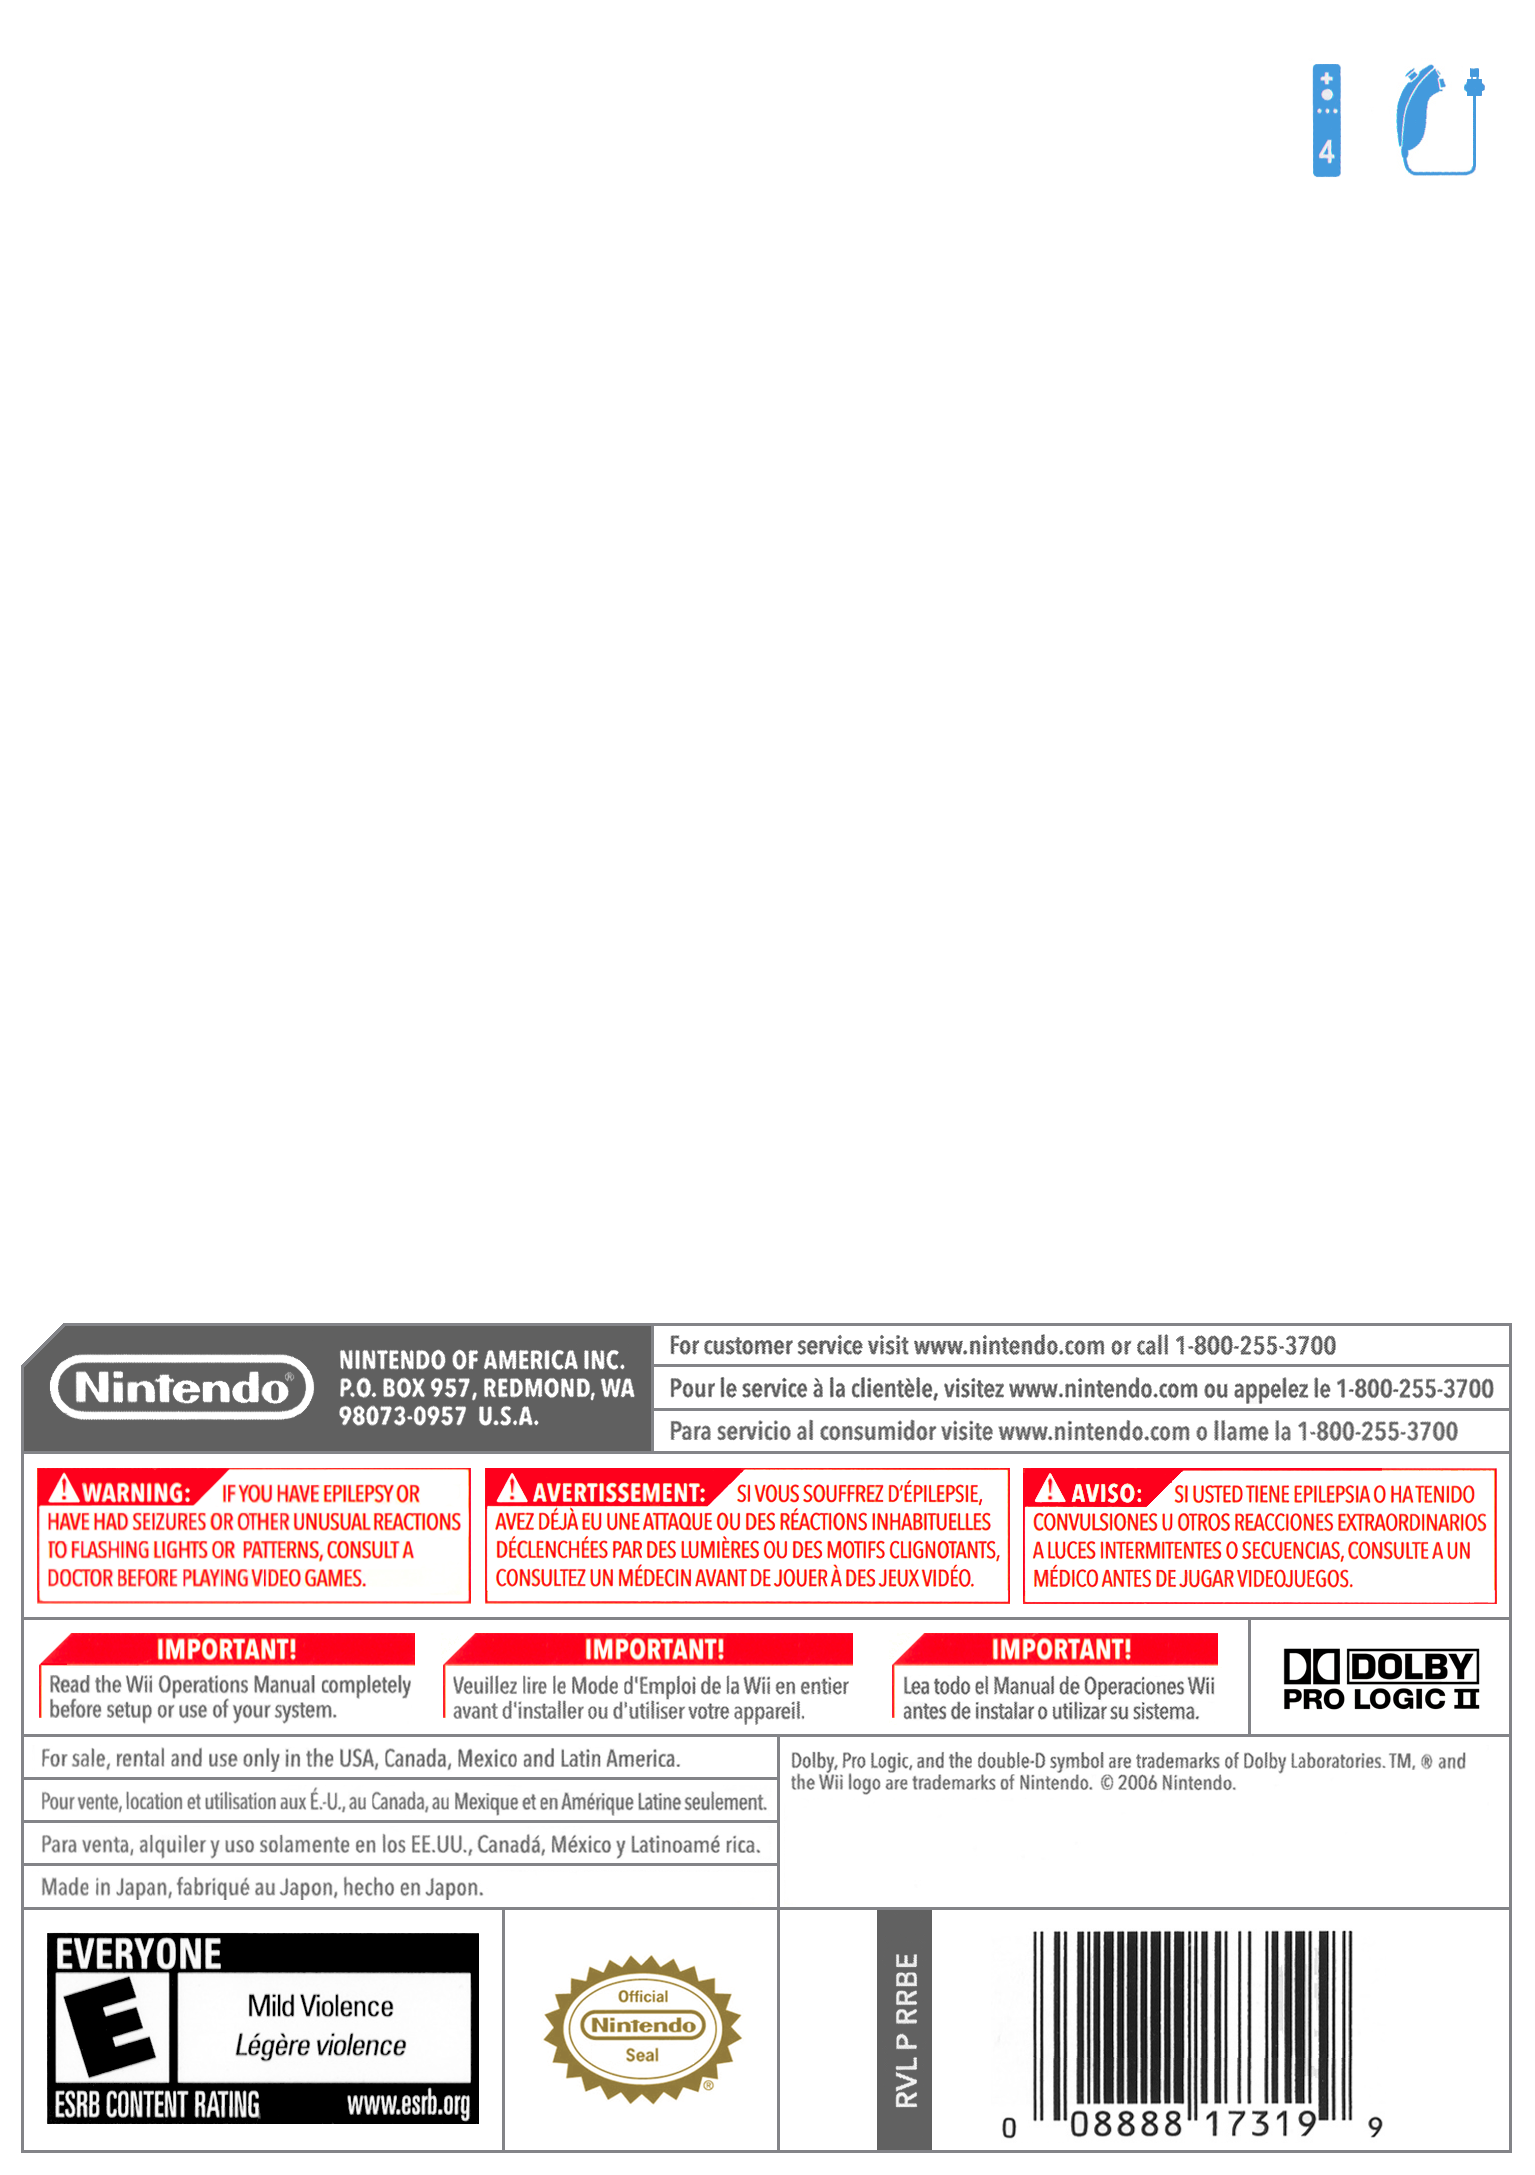 4
Nintendo®
NINTENDO OF AMERICA INC.
P.O. BOX 957, REDMOND, WA
98073-0957 U.S.A.
For customer service visit www.nintendo.com or call 1-800-255-3700
Pour le service à la clientèle, visitez www.nintendo.com ou appelez le 1-800-255-3700
Para servicio al consumidor visite www.nintendo.com o llame la 1-800-255-3700
WARNING: IF YOU HAVE EPILEPSY OR
HAVE HAD SEIZURES OR OTHER UNUSUAL REACTIONS
TO FLASHING LIGHTS OR PATTERNS, CONSULT A
DOCTOR BEFORE PLAYING VIDEO GAMES.
AVERTISSEMENT: SI VOUS SOUFFREZ D'ÉPILEPSIE,
AVEZ DÉJÀ EU UNE ATTAQUE OU DES RÉACTIONS INHABITUELLES
DÉCLENCHÉES PAR DES LUMIÈRES OU DES MOTIFS CLIGNOTANTS,
CONSULTEZ UN MÉDECIN AVANT DE JOUER À DES JEUX VIDÉO.
AVISO: SI USTED TIENE EPILEPSIA O HA TENIDO
CONVULSIONES U OTROS REACCIONES EXTRAORDINARIOS
A LUCES INTERMITENTES O SECUENCIAS, CONSULTE A UN
MÉDICO ANTES DE JUGAR VIDEOJUEGOS.
IMPORTANT!
Read the Wii Operations Manual completely
before setup or use of your system.
IMPORTANT!
Veuillez lire le Mode d'Emploi de la Wii en entier
avant d'installer ou d'utiliser votre appareil.
IMPORTANT!
Lea todo el Manual de Operaciones Wii
antes de instalar o utilizar su sistema.
DOLBY
PRO LOGIC II
For sale, rental and use only in the USA, Canada, Mexico and Latin America.
Pour vente, location et utilisation aux É.-U., au Canada, au Mexique et en Amérique Latine seulement.
Para venta, alquiler y uso solamente en los EE.UU., Canadá, México y Latinoamé rica.
Made in Japan, fabriqué au Japon, hecho en Japon.
Dolby, Pro Logic, and the double-D symbol are trademarks of Dolby Laboratories. TM, ® and
the Wii logo are trademarks of Nintendo. © 2006 Nintendo.
EVERYONE
E
Mild Violence
Légère violence
ESRB CONTENT RATING www.esrb.org
Official
Nintendo
Seal
®
RVL P RRBE
0 08888 17319 9